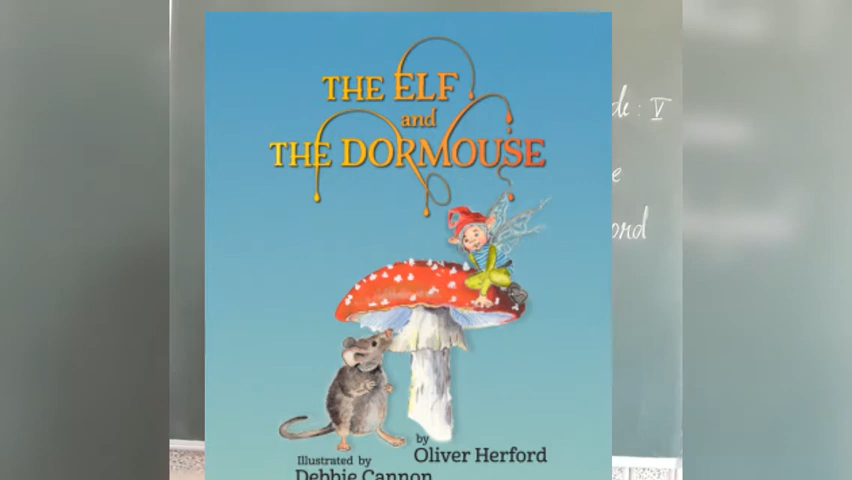 THE ELF
and
THE DORMOUSE
by
Oliver Herford
Illustrated by
Debbie Cannon
: V